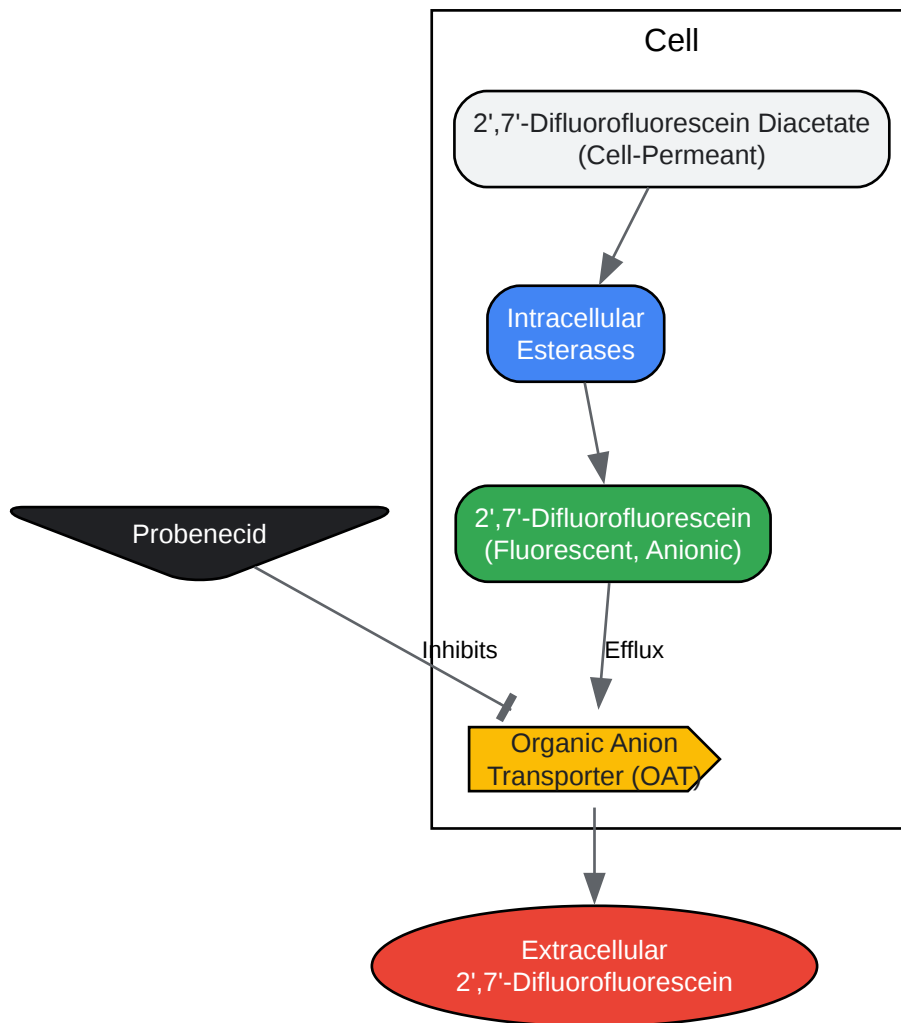 Cell
2',7'-Difluorofluorescein Diacetate
(Cell-Permeant)
Intracellular
Esterases
2',7'-Difluorofluorescein
(Fluorescent, Anionic)
Probenecid
Inhibits
Efflux
Organic Anion
Transporter (OAT)
Extracellular
2',7'-Difluorofluorescein